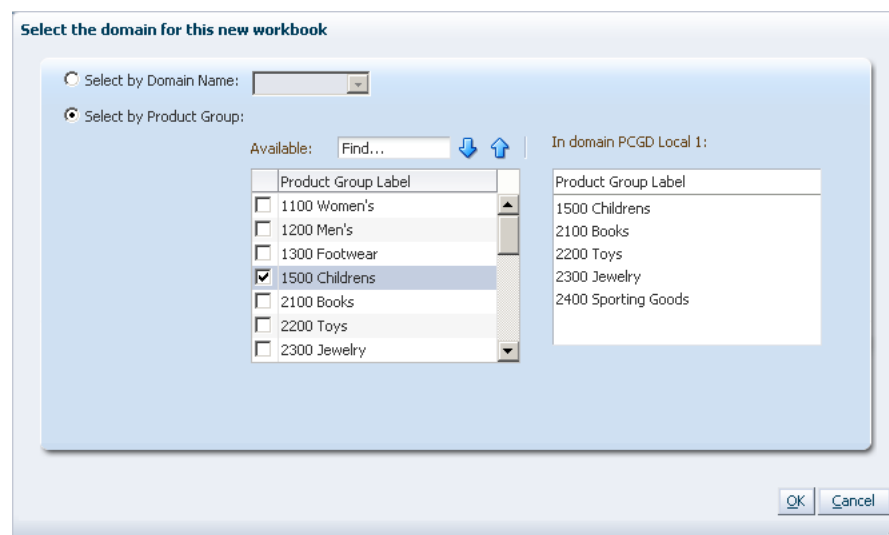 Select the domain for this new workbook
Select by Domain Name:
Select by Product Group:
Available:
Find...
Product Group Label
1100 Women's
1200 Men's
1300 Footwear
1500 Childrens
2100 Books
2200 Toys
2300 Jewelry
In domain PCGD Local 1:
Product Group Label
1500 Childrens
2100 Books
2200 Toys
2300 Jewelry
2400 Sporting Goods
OK
Cancel